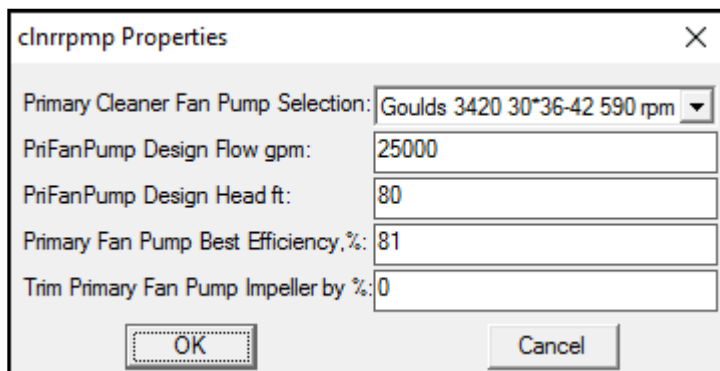 clnrrpmp Properties
Primary Cleaner Fan Pump Selection: Goulds 3420 30*36-42 590 rpm
PriFanPump Design Flow gpm: 25000
PriFanPump Design Head ft: 80
Primary Fan Pump Best Efficiency,%: 81
Trim Primary Fan Pump Impeller by %: 0
OK Cancel